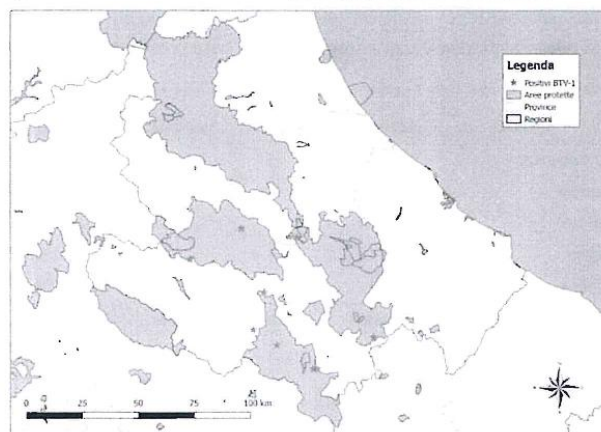 Legenda
Positivi BTV-1
Aree protette
Province
Regioni
0 25 50 75 100 km